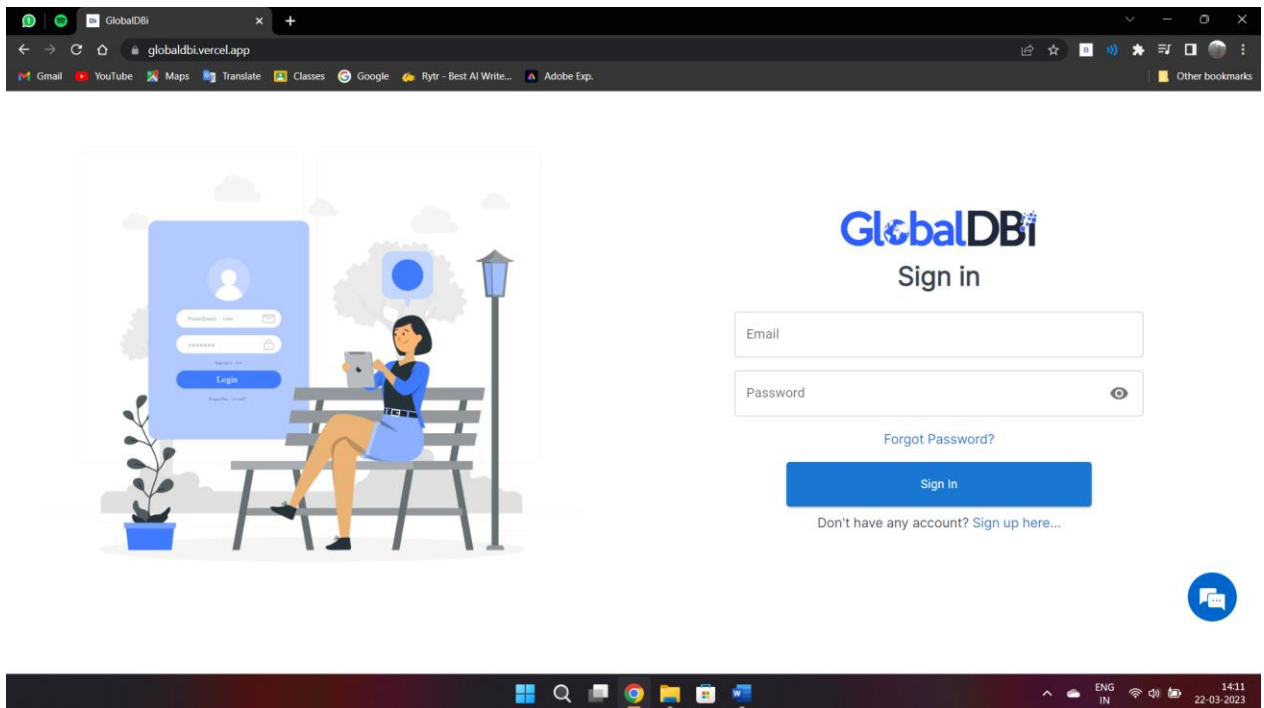 Di GlobalDBi
globaldbi.vercel.app
Gmail YouTube Maps Translate Classes Google Rytr - Best AI Write... Adobe Exp. Other bookmarks
GlobalDBi
Sign in
Email
Password
Forgot Password?
Sign In
Don't have any account? Sign up here...
Login
ENG
IN
14:11
22-03-2023